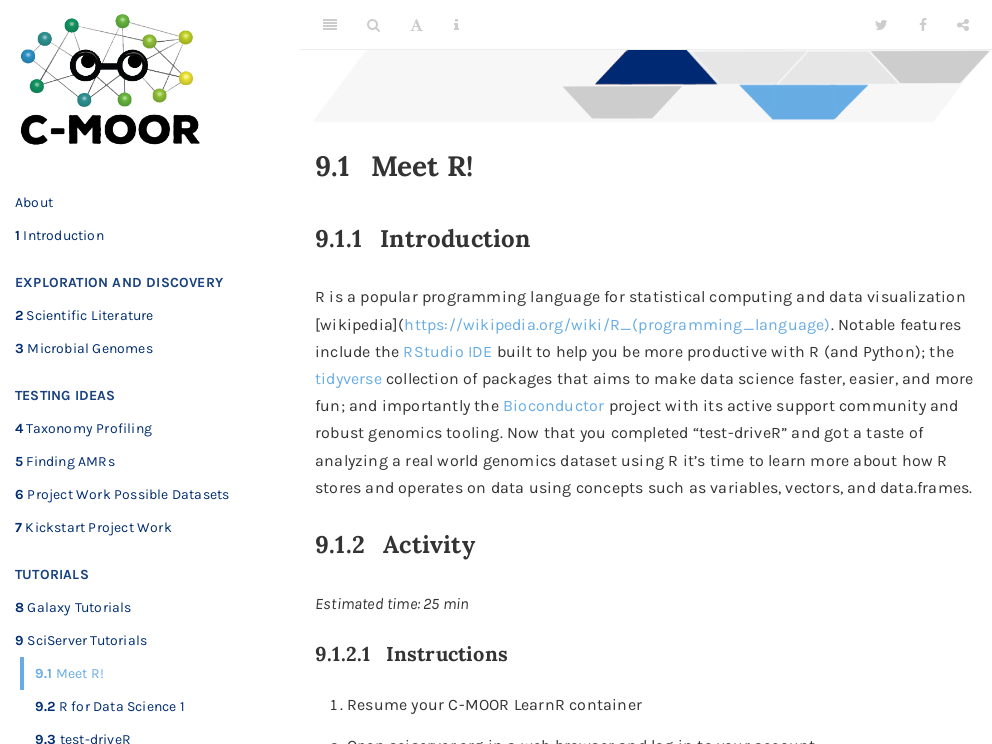 C-MOOR
About
1 Introduction
EXPLORATION AND DISCOVERY
2 Scientific Literature
3 Microbial Genomes
TESTING IDEAS
4 Taxonomy Profiling
5 Finding AMRs
6 Project Work Possible Datasets
7 Kickstart Project Work
TUTORIALS
8 Galaxy Tutorials
9 SciServer Tutorials
9.1 Meet R!
9.2 R for Data Science 1
9.3 test-driveR
9.1 Meet R!
9.1.1 Introduction
R is a popular programming language for statistical computing and data visualization
[wikipedia](https://wikipedia.org/wiki/R_(programming_language). Notable features
include the RStudio IDE built to help you be more productive with R (and Python); the
tidyverse collection of packages that aims to make data science faster, easier, and more
fun; and importantly the Bioconductor project with its active support community and
robust genomics tooling. Now that you completed “test-driveR” and got a taste of
analyzing a real world genomics dataset using R it’s time to learn more about how R
stores and operates on data using concepts such as variables, vectors, and data.frames.
9.1.2 Activity
Estimated time: 25 min
9.1.2.1 Instructions
1. Resume your C-MOOR LearnR container